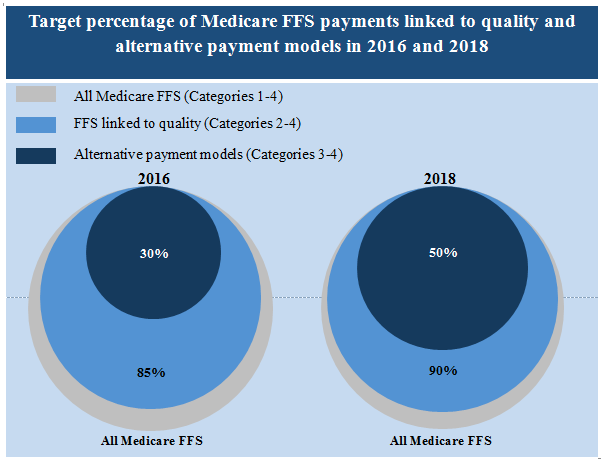 Target percentage of Medicare FFS payments linked to quality and
alternative payment models in 2016 and 2018
All Medicare FFS (Categories 1-4)
FFS linked to quality (Categories 2-4)
Alternative payment models (Categories 3-4)
2016
2018
30%
50%
85%
90%
All Medicare FFS
All Medicare FFS